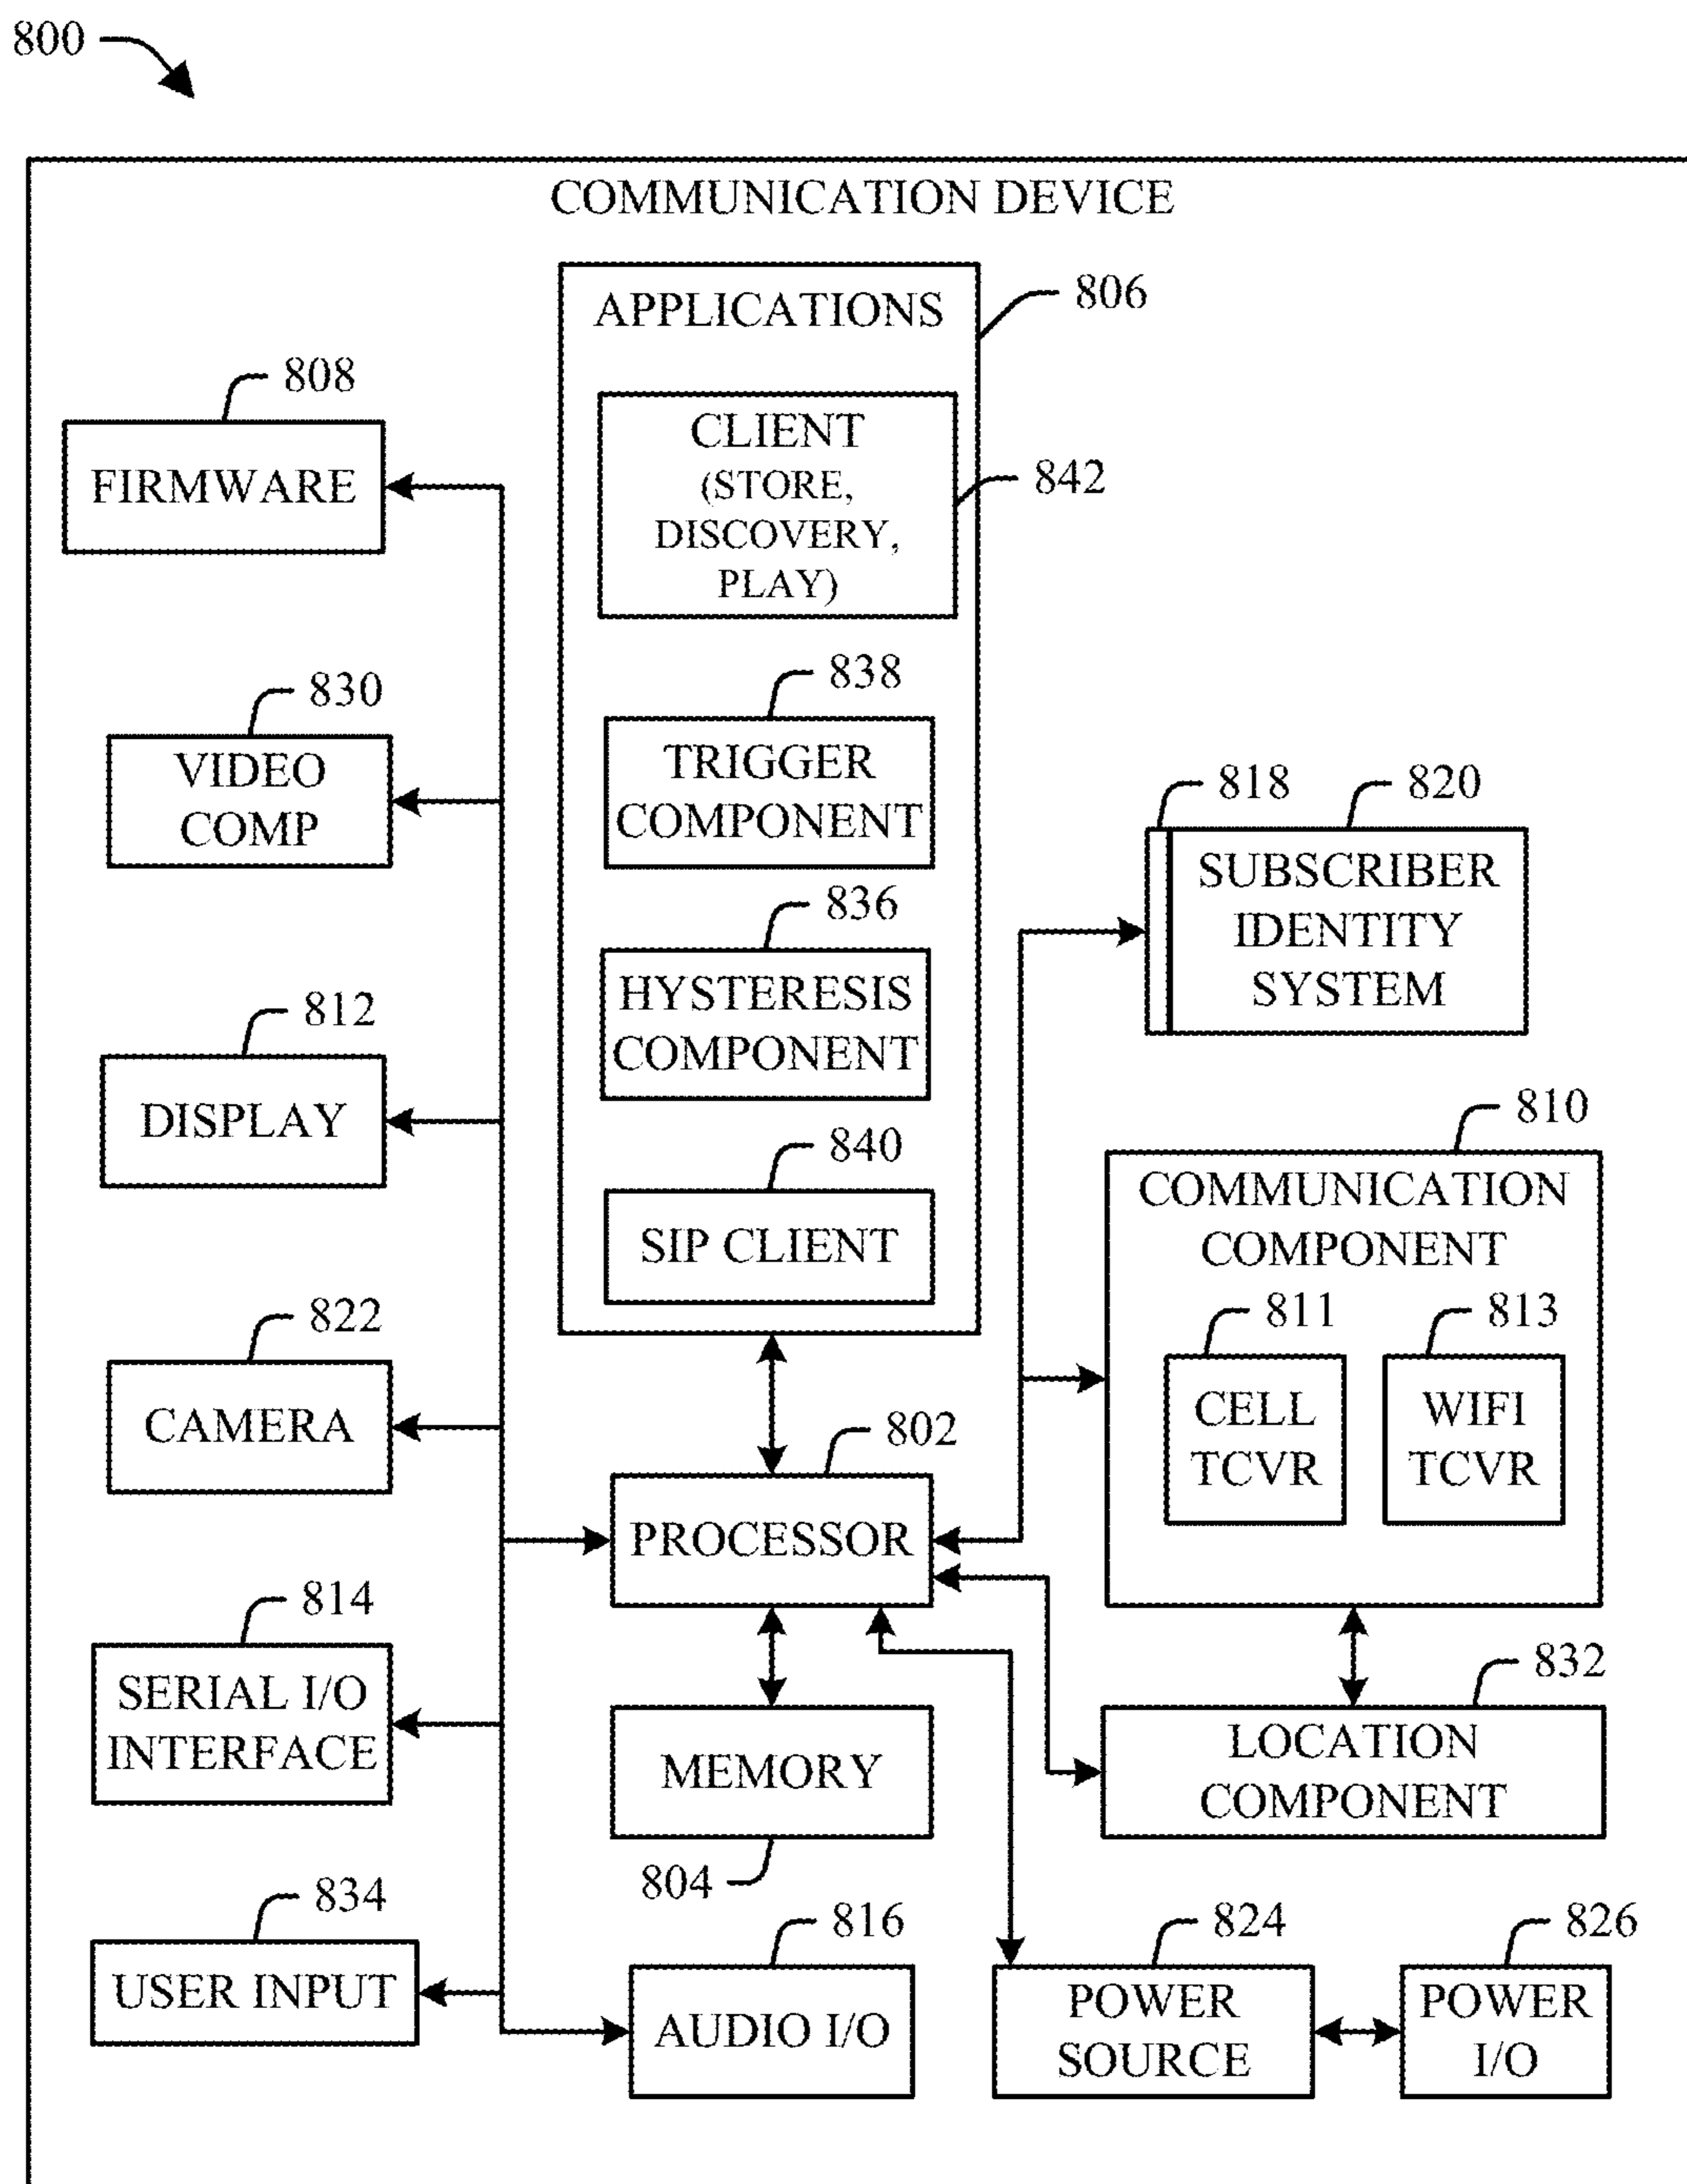 800
COMMUNICATION DEVICE
APPLICATIONS
806
CLIENT
(STORE,
DISCOVERY,
PLAY)
842
808
FIRMWARE
838
TRIGGER
COMPONENT
830
VIDEO
COMP
836
HYSTERESIS
COMPONENT
818
820
SUBSCRIBER
IDENTITY
SYSTEM
812
DISPLAY
840
SIP CLIENT
810
COMMUNICATION
COMPONENT
811
CELL
TCVR
813
WIFI
TCVR
822
CAMERA
802
PROCESSOR
814
SERIAL I/O
INTERFACE
MEMORY
804
832
LOCATION
COMPONENT
834
USER INPUT
816
AUDIO I/O
824
POWER
SOURCE
826
POWER
I/O